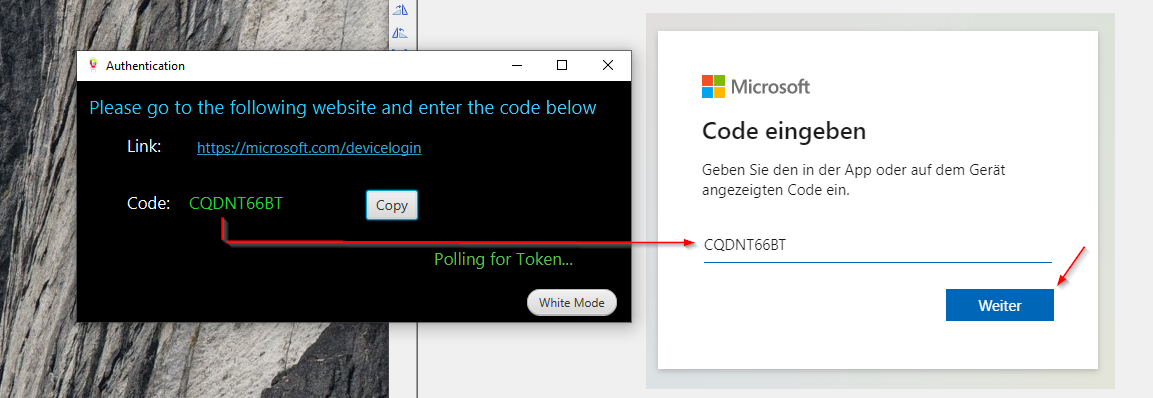 Authentication
Please go to the following website and enter the code below
Link: https://microsoft.com/devicelogin
Code: CQDNT66BT Copy
Polling for Token...
White Mode
Microsoft
Code eingeben
Geben Sie den in der App oder auf dem Gerät
angezeigten Code ein.
CQDNT66BT
Weiter